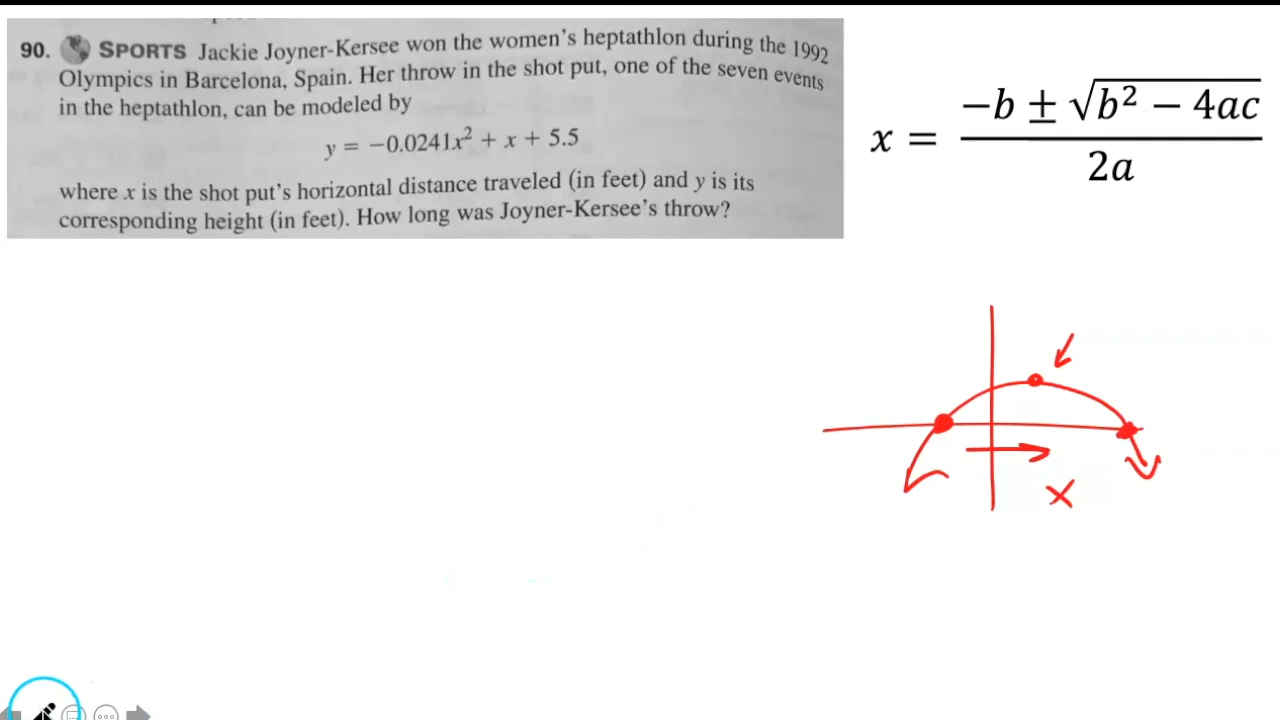 90. SPORTS Jackie Joyner-Kersee won the women's heptathlon during the 1992
Olympics in Barcelona, Spain. Her throw in the shot put, one of the seven events
in the heptathlon, can be modeled by
y = −0.0241x² + x + 5.5
where x is the shot put's horizontal distance traveled (in feet) and y is its
corresponding height (in feet). How long was Joyner-Kersee's throw?
x = \frac{−b ± √(b² − 4ac)}{2a}
x